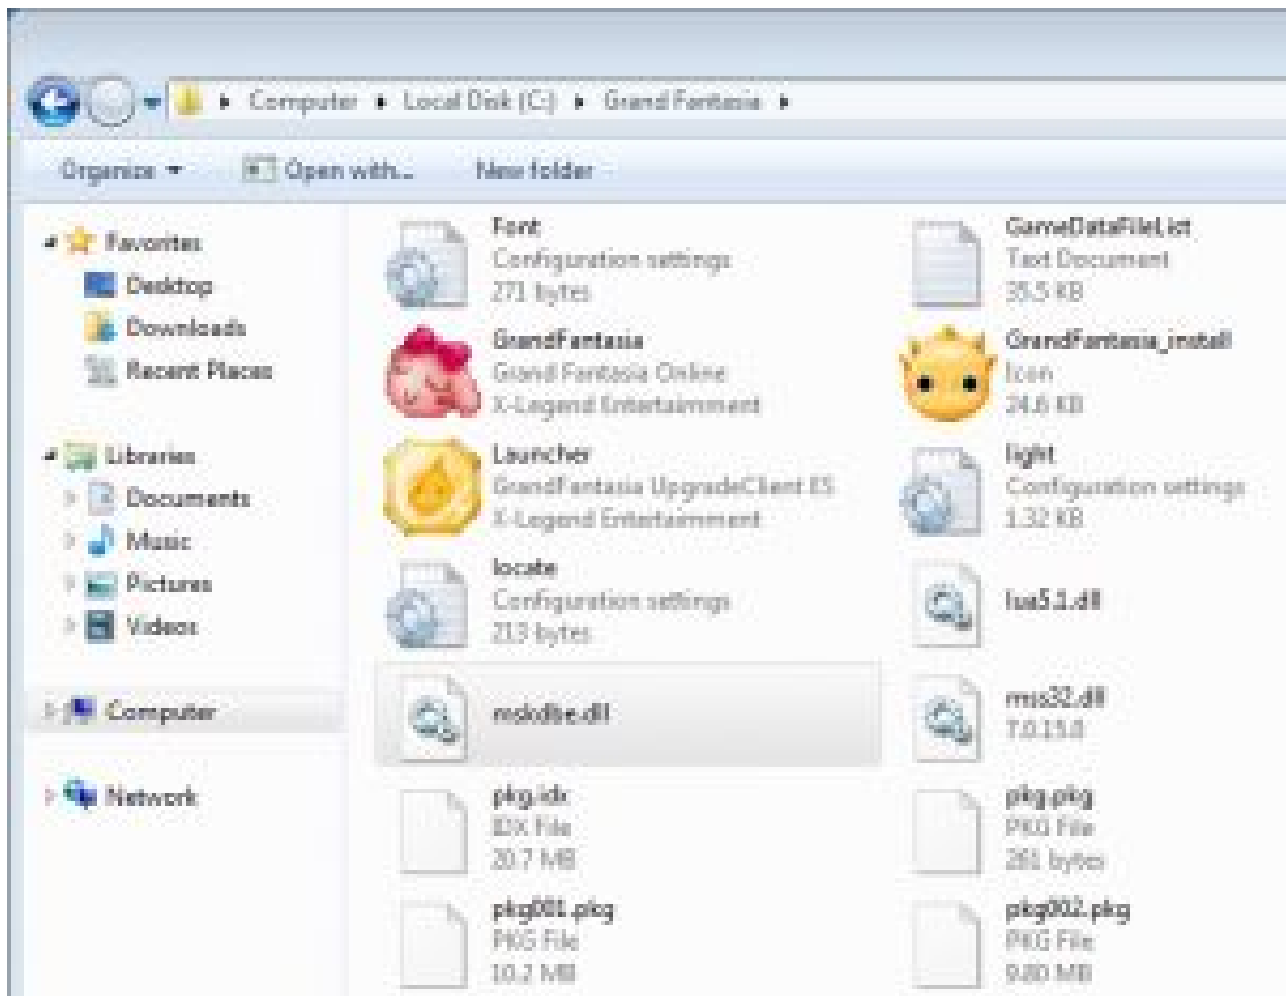 Computer ▸ Local Disk (C:) ▸ Grand Fantasia ▸
Organize Open with... New folder
Favorites
Desktop
Downloads
Recent Places
Libraries
Documents
Music
Pictures
Videos
Computer
Network
Font
Configuration settings
271 bytes
GameDataFileList
Text Document
35.5 KB
GrandFantasia
Grand Fantasia Online
X-Legend Entertainment
GrandFantasia_install
Icon
24.6 KB
Launcher
GrandFantasia UpgradeClient ES
X-Legend Entertainment
light
Configuration settings
1.32 KB
locate
Configuration settings
213 bytes
lua5.1.dll
mskdbe.dll
mss32.dll
7.0.15.0
pkg.idx
IDX File
20.7 MB
pkg.pkg
PKG File
261 bytes
pkg001.pkg
PKG File
10.2 MB
pkg002.pkg
PKG File
9.80 MB